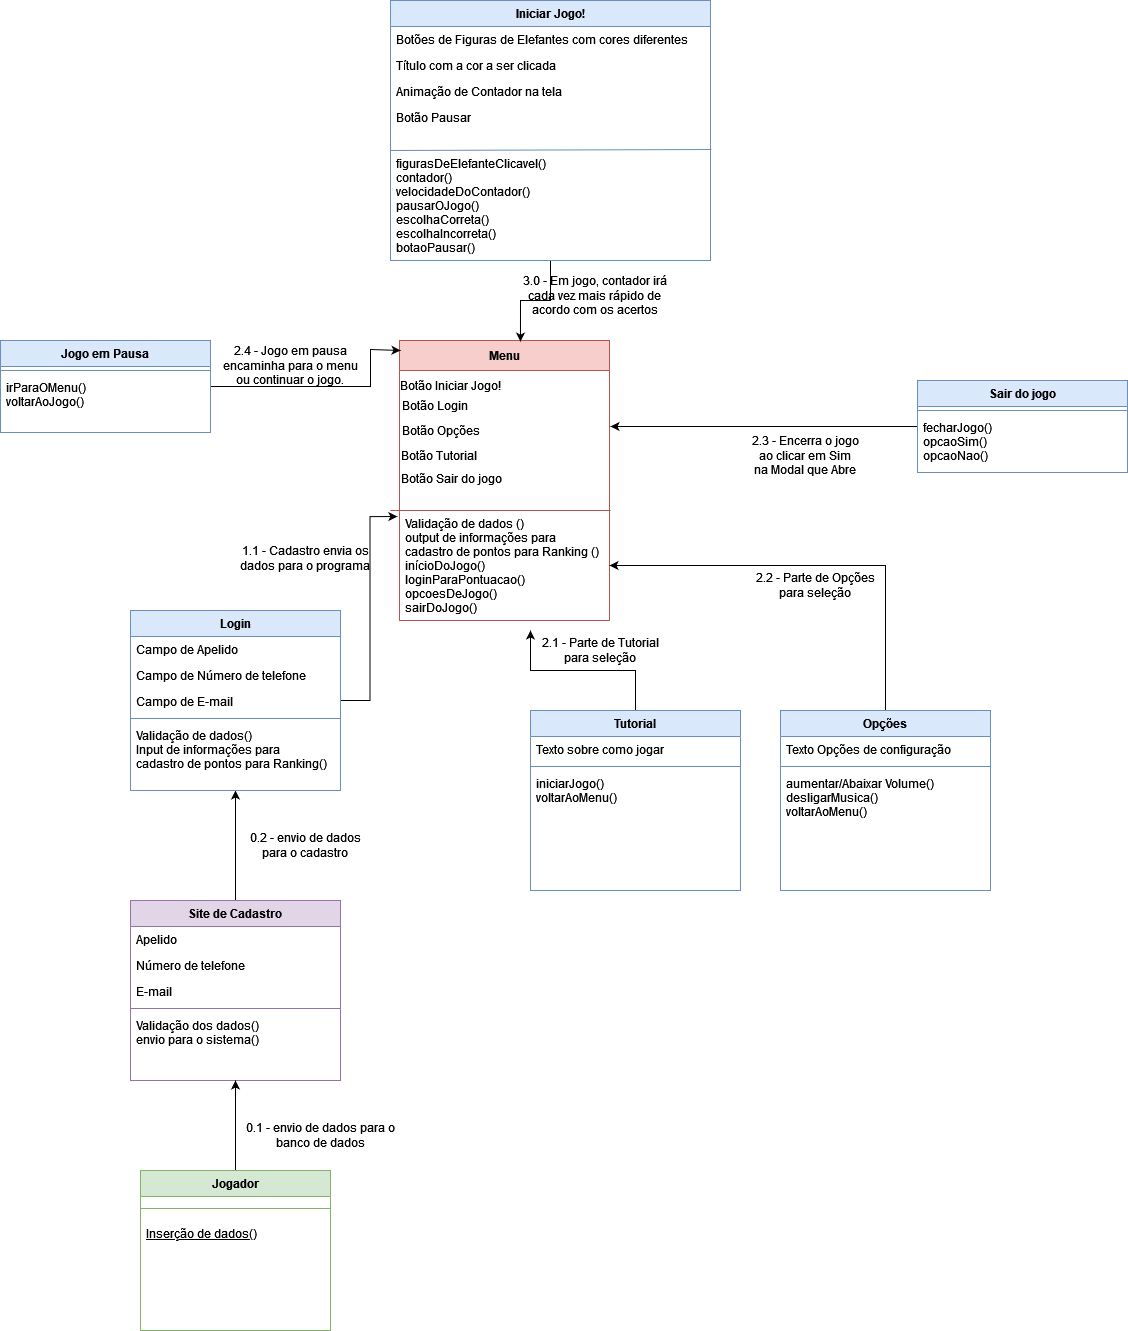 Iniciar Jogo!
Botões de Figuras de Elefantes com cores diferentes
Título com a cor a ser clicada
Animação de Contador na tela
Botão Pausar
figurasDeElefanteClicavel()
contador()
velocidadeDoContador()
pausarOJogo()
escolhaCorreta()
escolhaIncorreta()
botaoPausar()
3.0 - Em jogo, contador irá
cada vez mais rápido de
acordo com os acertos
Jogo em Pausa
irParaOMenu()
voltarAoJogo()
2.4 - Jogo em pausa
encaminha para o menu
ou continuar o jogo.
Menu
Botão Iniciar Jogo!
Botão Login
Botão Opções
Botão Tutorial
Botão Sair do jogo
Validação de dados ()
output de informações para
cadastro de pontos para Ranking ()
inícioDoJogo()
loginParaPontuacao()
opcoesDeJogo()
sairDoJogo()
Sair do jogo
fecharJogo()
opcaoSim()
opcaoNao()
2.3 - Encerra o jogo
ao clicar em Sim
na Modal que Abre
1.1 - Cadastro envia os
dados para o programa
2.2 - Parte de Opções
para seleção
2.1 - Parte de Tutorial
para seleção
Login
Campo de Apelido
Campo de Número de telefone
Campo de E-mail
Validação de dados()
Input de informações para
cadastro de pontos para Ranking()
Tutorial
Texto sobre como jogar
iniciarJogo()
voltarAoMenu()
Opções
Texto Opções de configuração
aumentar/Abaixar Volume()
desligarMusica()
voltarAoMenu()
0.2 - envio de dados
para o cadastro
Site de Cadastro
Apelido
Número de telefone
E-mail
Validação dos dados()
envio para o sistema()
0.1 - envio de dados para o
banco de dados
Jogador
Inserção de dados()